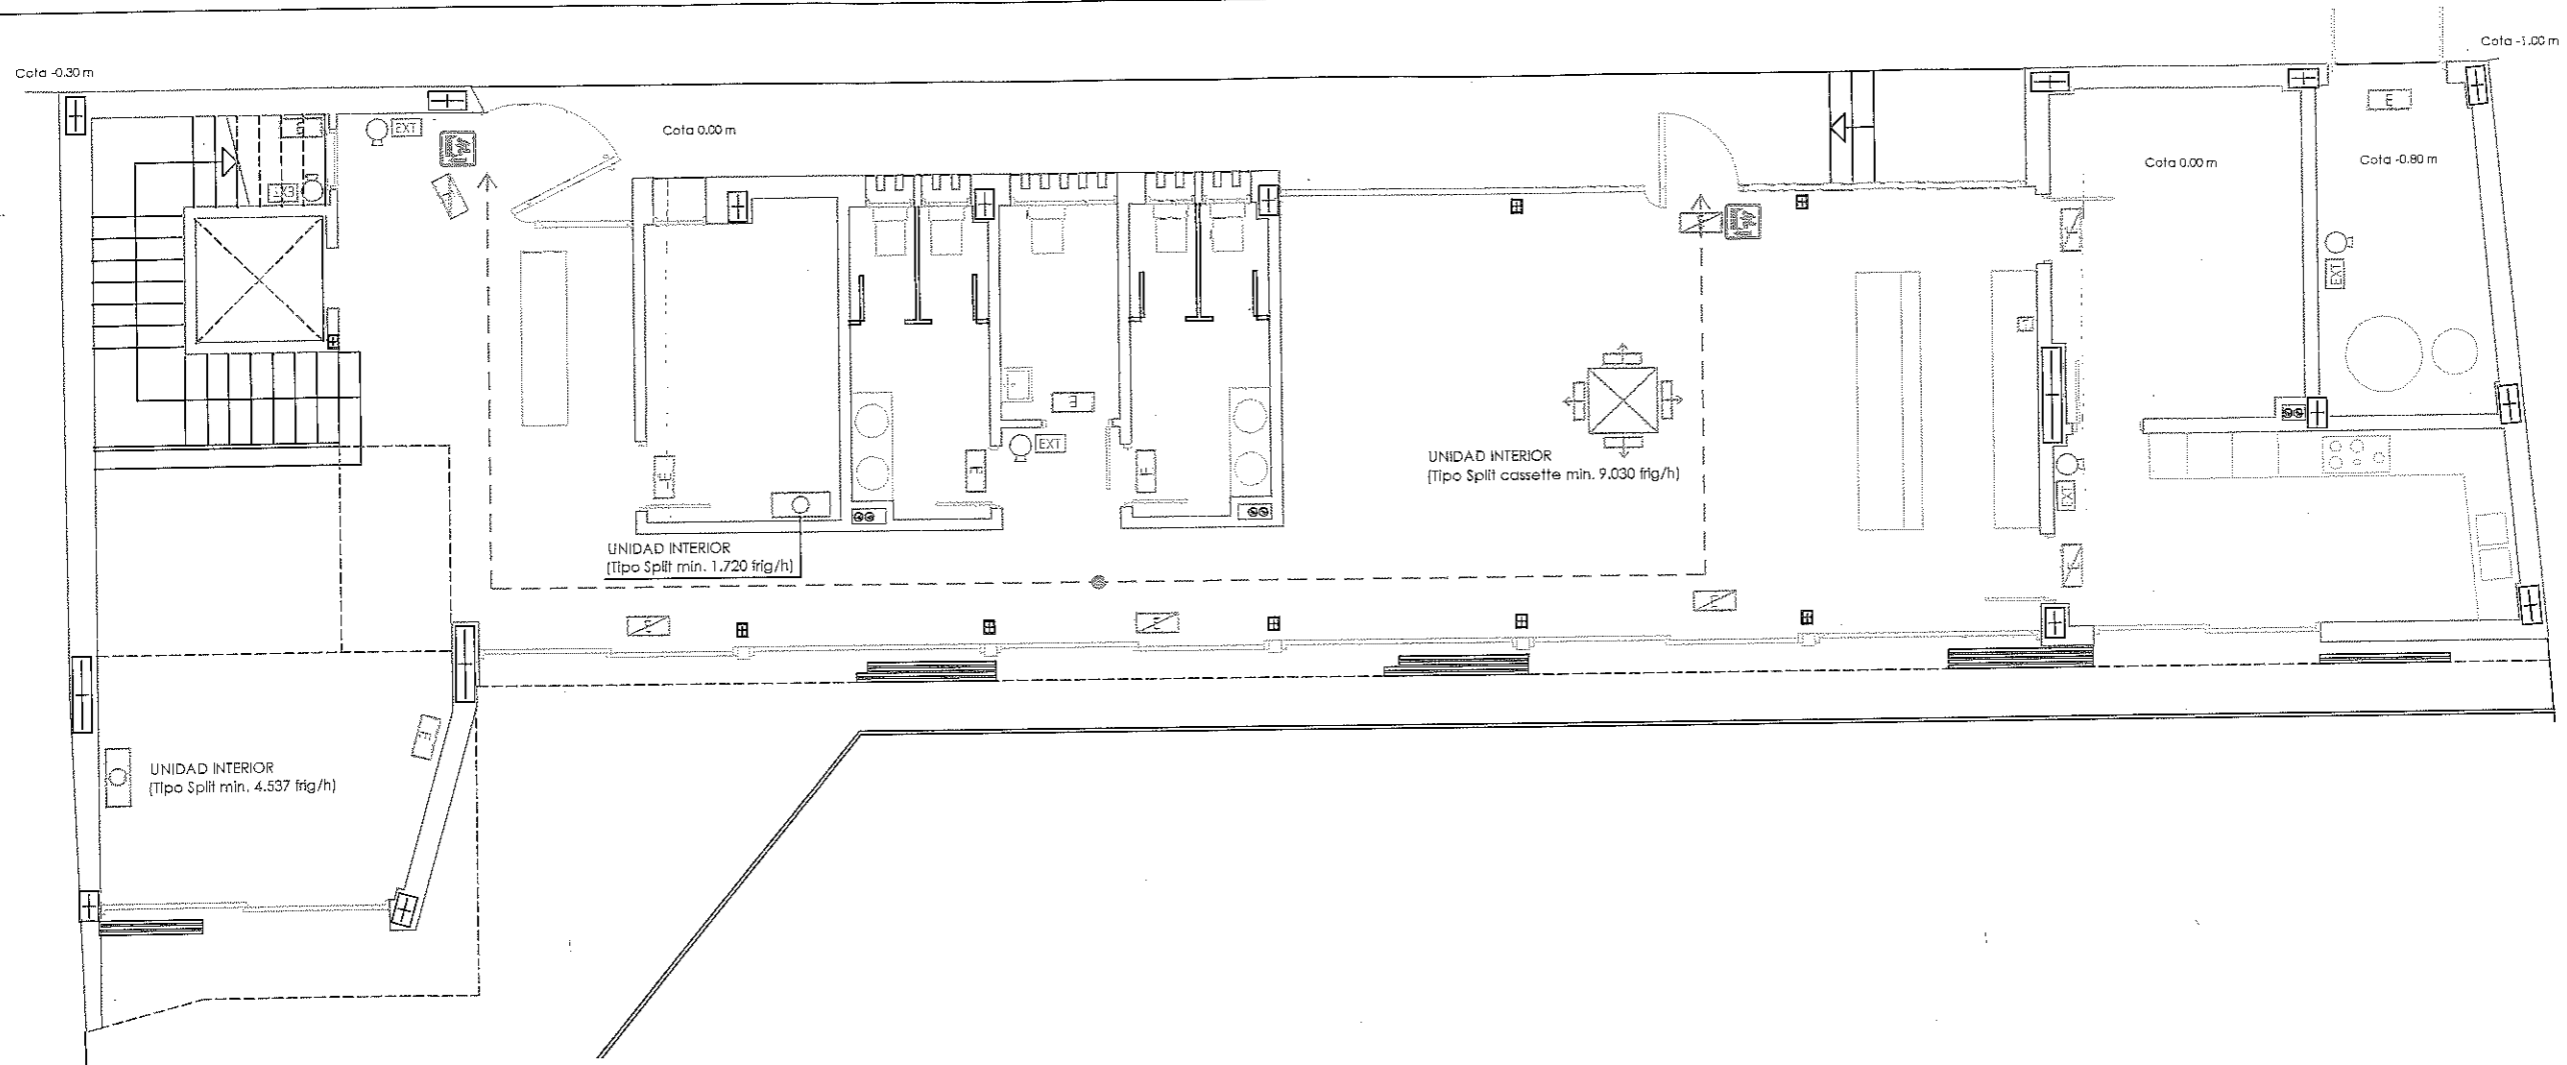 Cota -0.30 m
Cota -1.00 m
EXT
Cota 0.00 m
Cota 0.00 m
Cota -0.80 m
E
EXT
EXT
E
EXT
E
E
E
UNIDAD INTERIOR
(Tipo Split cassette min. 9.030 frig/h)
EXT
UNIDAD INTERIOR
(Tipo Split min. 1.720 frig/h)
E
E
E
E
UNIDAD INTERIOR
(Tipo Split min. 4.537 frig/h)